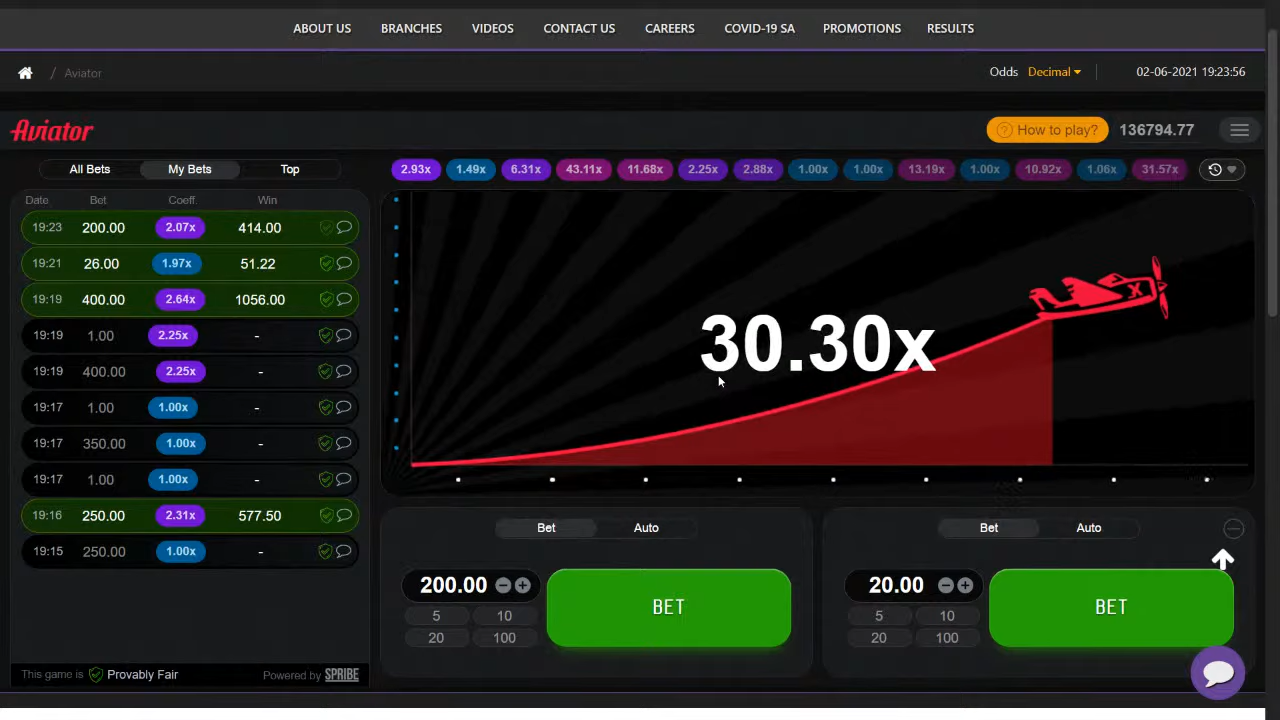 ABOUT US BRANCHES VIDEOS CONTACT US CAREERS COVID-19 SA PROMOTIONS RESULTS
/ Aviator Odds Decimal 02-06-2021 19:23:56
Aviator ? How to play? 136794.77
All Bets My Bets Top
2.93x 1.49x 6.31x 43.11x 11.68x 2.25x 2.88x 1.00x 1.00x 13.19x 1.00x 10.92x 1.06x 31.57x
Date Bet Coeff. Win
19:23 200.00 2.07x 414.00
19:21 26.00 1.97x 51.22
19:19 400.00 2.64x 1056.00
19:19 1.00 2.25x -
19:19 400.00 2.25x -
19:17 1.00 1.00x -
19:17 350.00 1.00x -
19:17 1.00 1.00x -
19:16 250.00 2.31x 577.50
19:15 250.00 1.00x -
This game is Provably Fair Powered by SPRIBE
X
30.30x
Bet Auto
200.00
5 10
20 100
BET
Bet Auto
20.00
5 10
20 100
BET